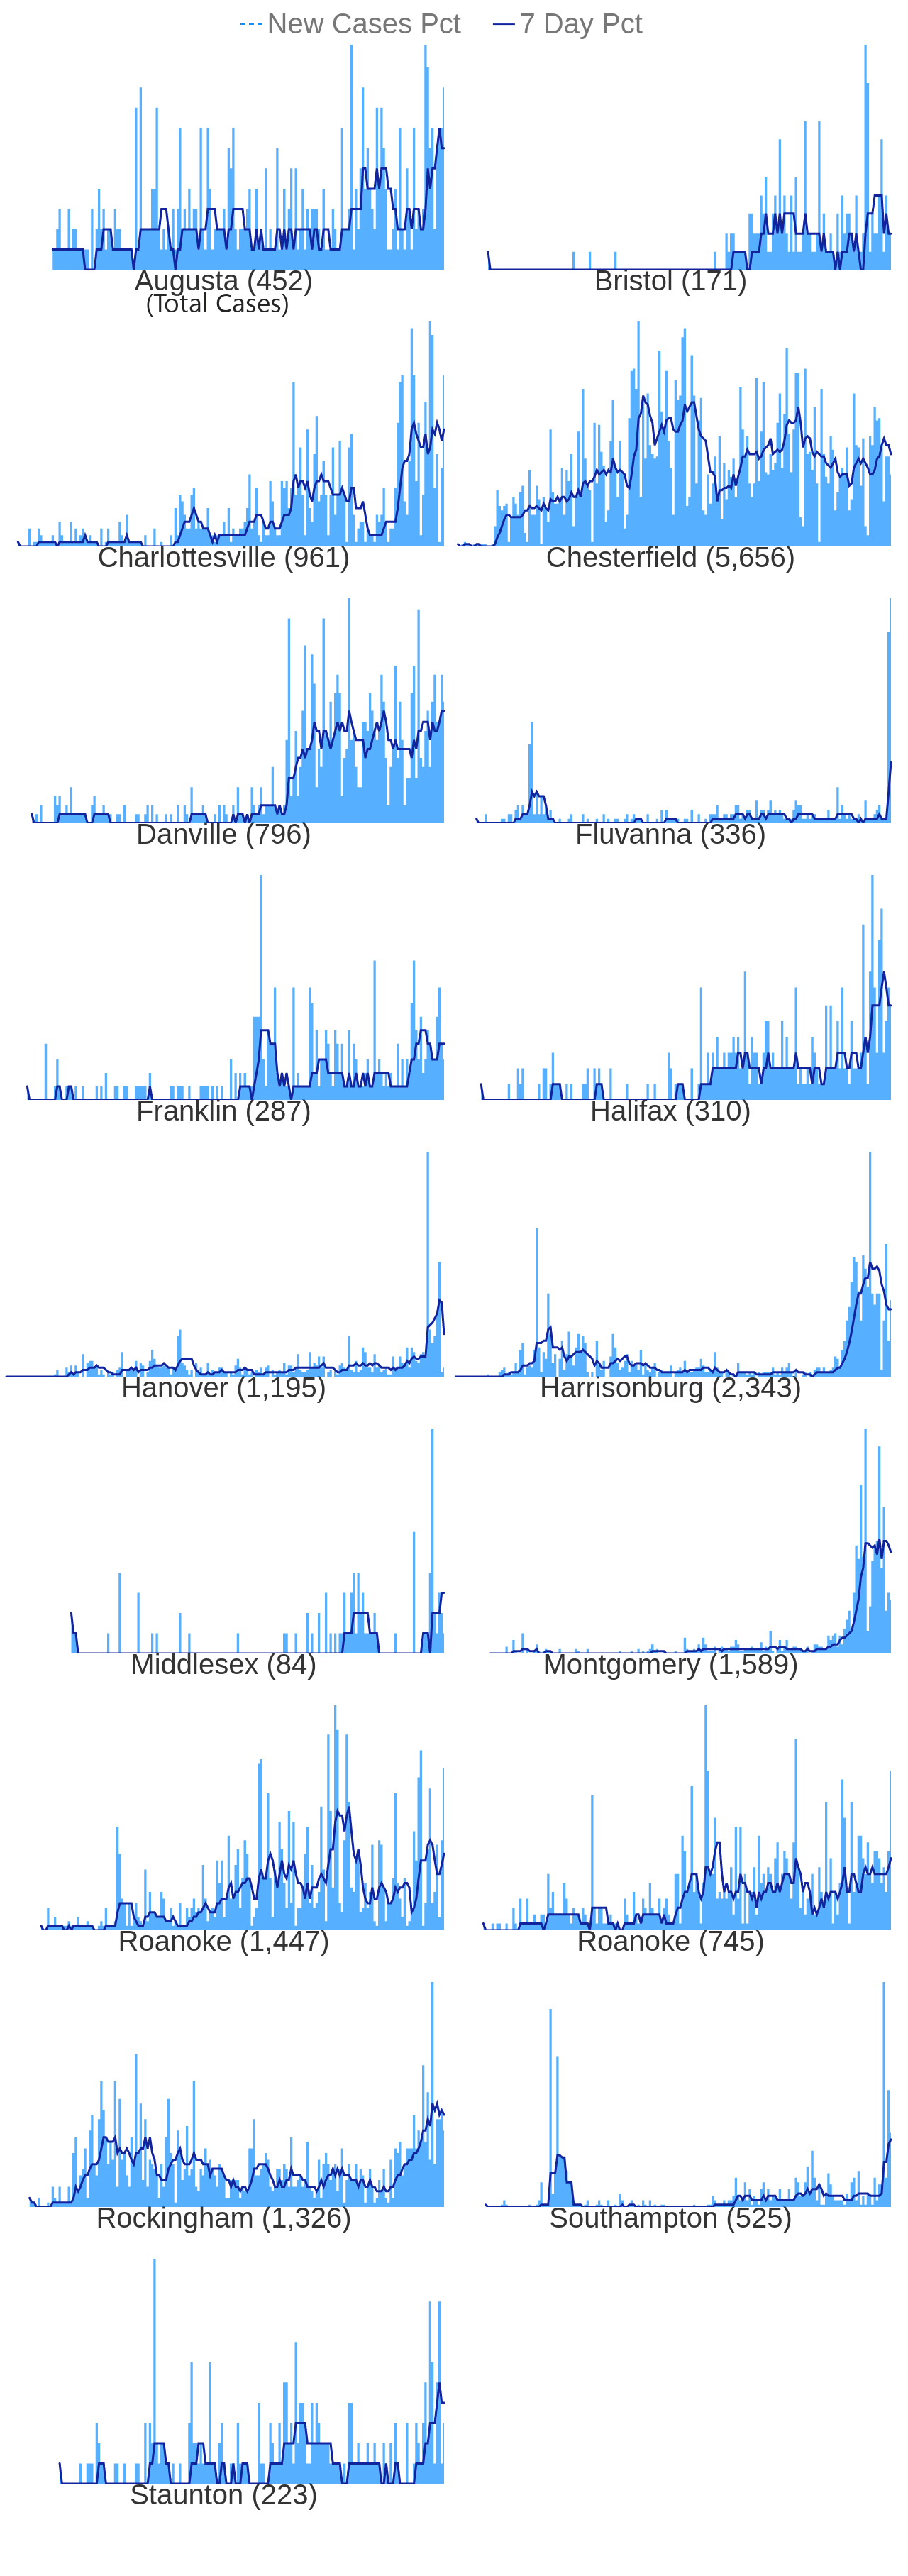 New Cases Pct 7 Day Pct
Augusta (452) Bristol (171)
(Total Cases)
Charlottesville (961) Chesterfield (5,656)
Danville (796) Fluvanna (336)
Franklin (287) Halifax (310)
Hanover (1,195) Harrisonburg (2,343)
Middlesex (84) Montgomery (1,589)
Roanoke (1,447) Roanoke (745)
Rockingham (1,326) Southampton (525)
Staunton (223)